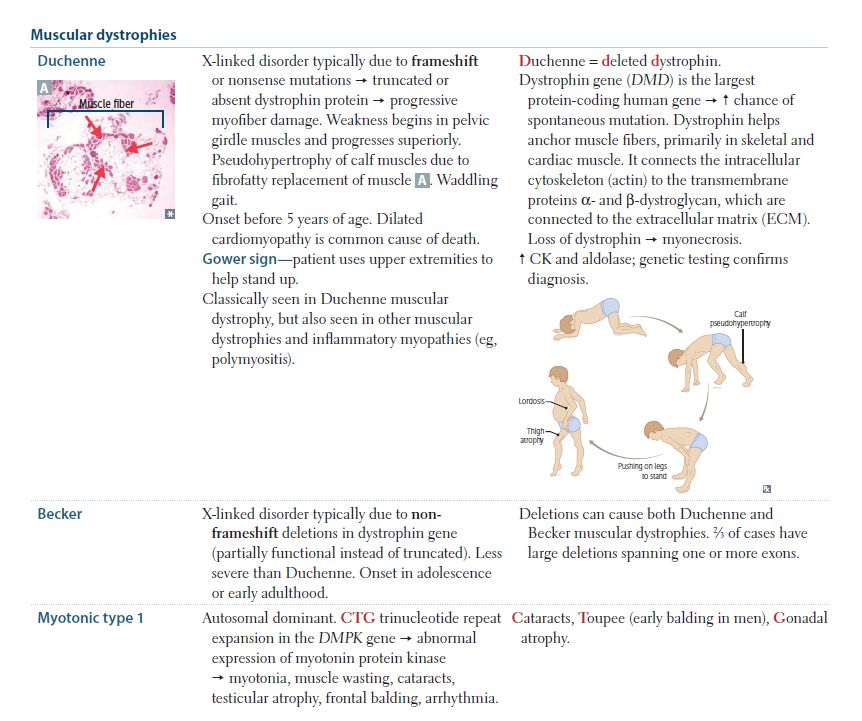 Muscular dystrophies
Duchenne
A
Muscle fiber
X-linked disorder typically due to frameshift
or nonsense mutations → truncated or
absent dystrophin protein → progressive
myofiber damage. Weakness begins in pelvic
girdle muscles and progresses superiorly.
Pseudohypertrophy of calf muscles due to
fibrofatty replacement of muscle A. Waddling
gait.
Onset before 5 years of age. Dilated
cardiomyopathy is common cause of death.
Gower sign—patient uses upper extremities to
help stand up.
Classically seen in Duchenne muscular
dystrophy, but also seen in other muscular
dystrophies and inflammatory myopathies (eg,
polymyositis).
Duchenne = deleted dystrophin.
Dystrophin gene (DMD) is the largest
protein-coding human gene → ↑ chance of
spontaneous mutation. Dystrophin helps
anchor muscle fibers, primarily in skeletal and
cardiac muscle. It connects the intracellular
cytoskeleton (actin) to the transmembrane
proteins α- and β-dystroglycan, which are
connected to the extracellular matrix (ECM).
Loss of dystrophin → myonecrosis.
↑ CK and aldolase; genetic testing confirms
diagnosis.
Calf
pseudohypertrophy
Lordosis
Thigh
atrophy
Pushing on legs
to stand
Becker
X-linked disorder typically due to non-
frameshift deletions in dystrophin gene
(partially functional instead of truncated). Less
severe than Duchenne. Onset in adolescence
or early adulthood.
Deletions can cause both Duchenne and
Becker muscular dystrophies. ⅔ of cases have
large deletions spanning one or more exons.
Myotonic type 1
Autosomal dominant. CTG trinucleotide repeat
expansion in the DMPK gene → abnormal
expression of myotonin protein kinase
→ myotonia, muscle wasting, cataracts,
testicular atrophy, frontal balding, arrhythmia.
Cataracts, Toupee (early balding in men), Gonadal
atrophy.